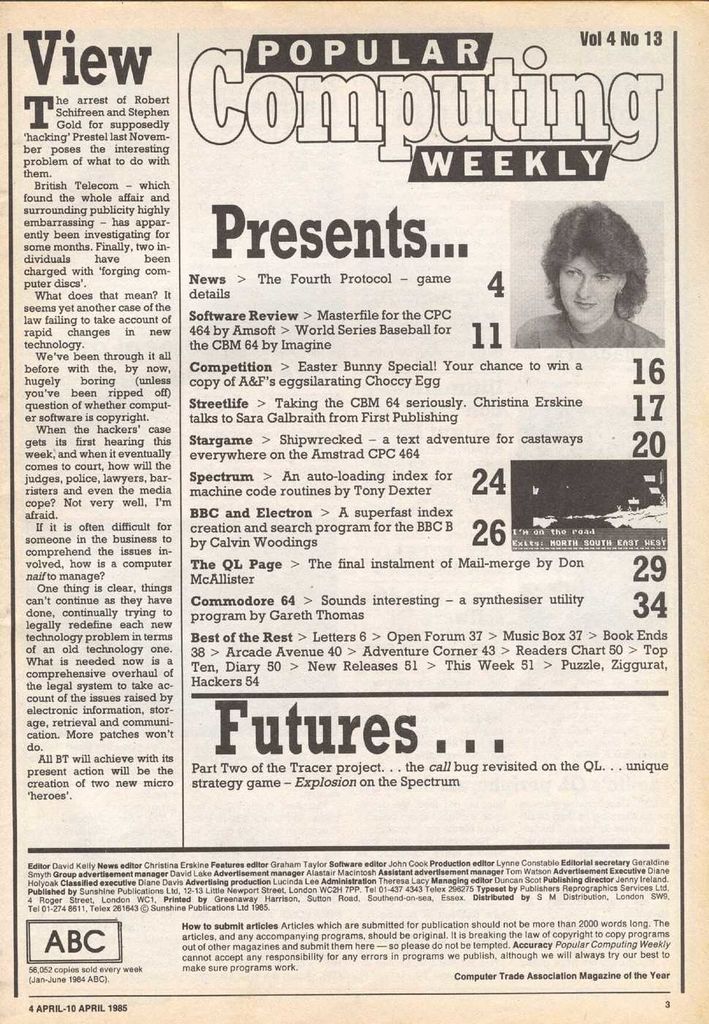 View
The arrest of Robert
Schifreen and Stephen
Gold for supposedly
'hacking' Prestel last Novem-
ber poses the interesting
problem of what to do with
them.
British Telecom – which
found the whole affair and
surrounding publicity highly
embarrassing – has appar-
ently been investigating for
some months. Finally, two in-
dividuals have been
charged with 'forging com-
puter discs'.
What does that mean? It
seems yet another case of the
law failing to take account of
rapid changes in new
technology.
We've been through it all
before with the, by now,
hugely boring (unless
you've been ripped off)
question of whether comput-
er software is copyright.
When the hackers' case
gets its first hearing this
week, and when it eventually
comes to court, how will the
judges, police, lawyers, bar-
risters and even the media
cope? Not very well, I'm
afraid.
If it is often difficult for
someone in the business to
comprehend the issues in-
volved, how is a computer
naif to manage?
One thing is clear, things
can't continue as they have
done, continually trying to
legally redefine each new
technology problem in terms
of an old technology one.
What is needed now is a
comprehensive overhaul of
the legal system to take ac-
count of the issues raised by
electronic information, stor-
age, retrieval and communi-
cation. More patches won't
do.
All BT will achieve with its
present action will be the
creation of two new micro
'heroes'.
Vol 4 No 13
POPULAR
Computing
WEEKLY
Presents...
News > The Fourth Protocol – game
details 4
Software Review > Masterfile for the CPC
464 by Amsoft > World Series Baseball for
the CBM 64 by Imagine 11
Competition > Easter Bunny Special! Your chance to win a
copy of A&F's eggsilarating Choccy Egg 16
Streetlife > Taking the CBM 64 seriously. Christina Erskine
talks to Sara Galbraith from First Publishing 17
Stargame > Shipwrecked – a text adventure for castaways
everywhere on the Amstrad CPC 464 20
Spectrum > An auto-loading index for
machine code routines by Tony Dexter 24
BBC and Electron > A superfast index
creation and search program for the BBC B
by Calvin Woodings 26
I'm on the road
Exits: NORTH SOUTH EAST WEST
The QL Page > The final instalment of Mail-merge by Don
McAllister 29
Commodore 64 > Sounds interesting – a synthesiser utility
program by Gareth Thomas 34
Best of the Rest > Letters 6 > Open Forum 37 > Music Box 37 > Book Ends
38 > Arcade Avenue 40 > Adventure Corner 43 > Readers Chart 50 > Top
Ten, Diary 50 > New Releases 51 > This Week 51 > Puzzle, Ziggurat,
Hackers 54
Futures . . .
Part Two of the Tracer project. . . the call bug revisited on the QL. . . unique
strategy game – Explosion on the Spectrum
Editor David Kelly News editor Christina Erskine Features editor Graham Taylor Software editor John Cook Production editor Lynne Constable Editorial secretary Geraldine
Smyth Group advertisement manager David Lake Advertisement manager Alastair Macintosh Assistant advertisement manager Tom Watson Advertisement Executive Diane
Holyoak Classified executive Diane Davis Advertising production Lucinda Lee Administration Theresa Lacy Managing editor Duncan Scot Publishing director Jenny Ireland.
Published by Sunshine Publications Ltd, 12-13 Little Newport Street, London WC2H 7PP. Tel 01-437 4343 Telex 296275 Typeset by Publishers Reprographics Services Ltd,
4 Roger Street, London WC1, Printed by Greenaway Harrison, Sutton Road, Southend-on-sea, Essex. Distributed by S M Distribution, London SW9,
Tel 01-274 8611, Telex 261643 © Sunshine Publications Ltd 1985.
ABC
56,052 copies sold every week
(Jan-June 1984 ABC).
How to submit articles Articles which are submitted for publication should not be more than 2000 words long. The
articles, and any accompanying programs, should be original. It is breaking the law of copyright to copy programs
out of other magazines and submit them here — so please do not be tempted. Accuracy Popular Computing Weekly
cannot accept any responsibility for any errors in programs we publish, although we will always try our best to
make sure programs work.
Computer Trade Association Magazine of the Year
4 APRIL-10 APRIL 1985
3